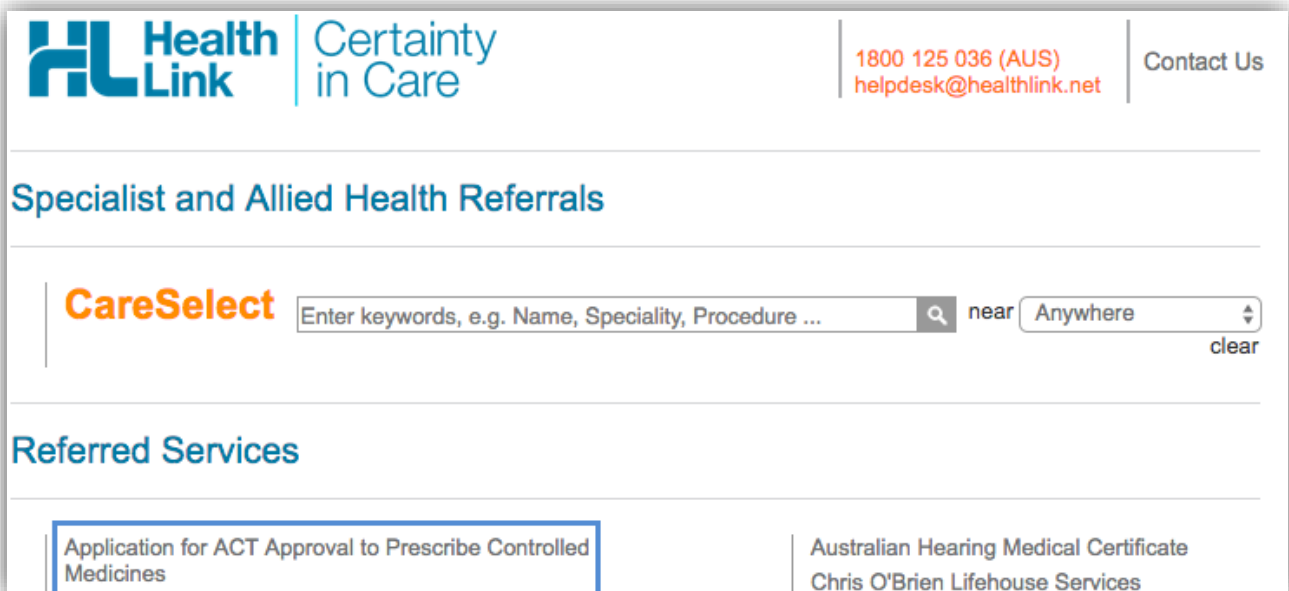 HL Health Link
Certainty in Care
1800 125 036 (AUS)
helpdesk@healthlink.net
Contact Us
Specialist and Allied Health Referrals
CareSelect
Enter keywords, e.g. Name, Speciality, Procedure ...
near
Anywhere
clear
Referred Services
Application for ACT Approval to Prescribe Controlled
Medicines
Australian Hearing Medical Certificate
Chris O'Brien Lifehouse Services